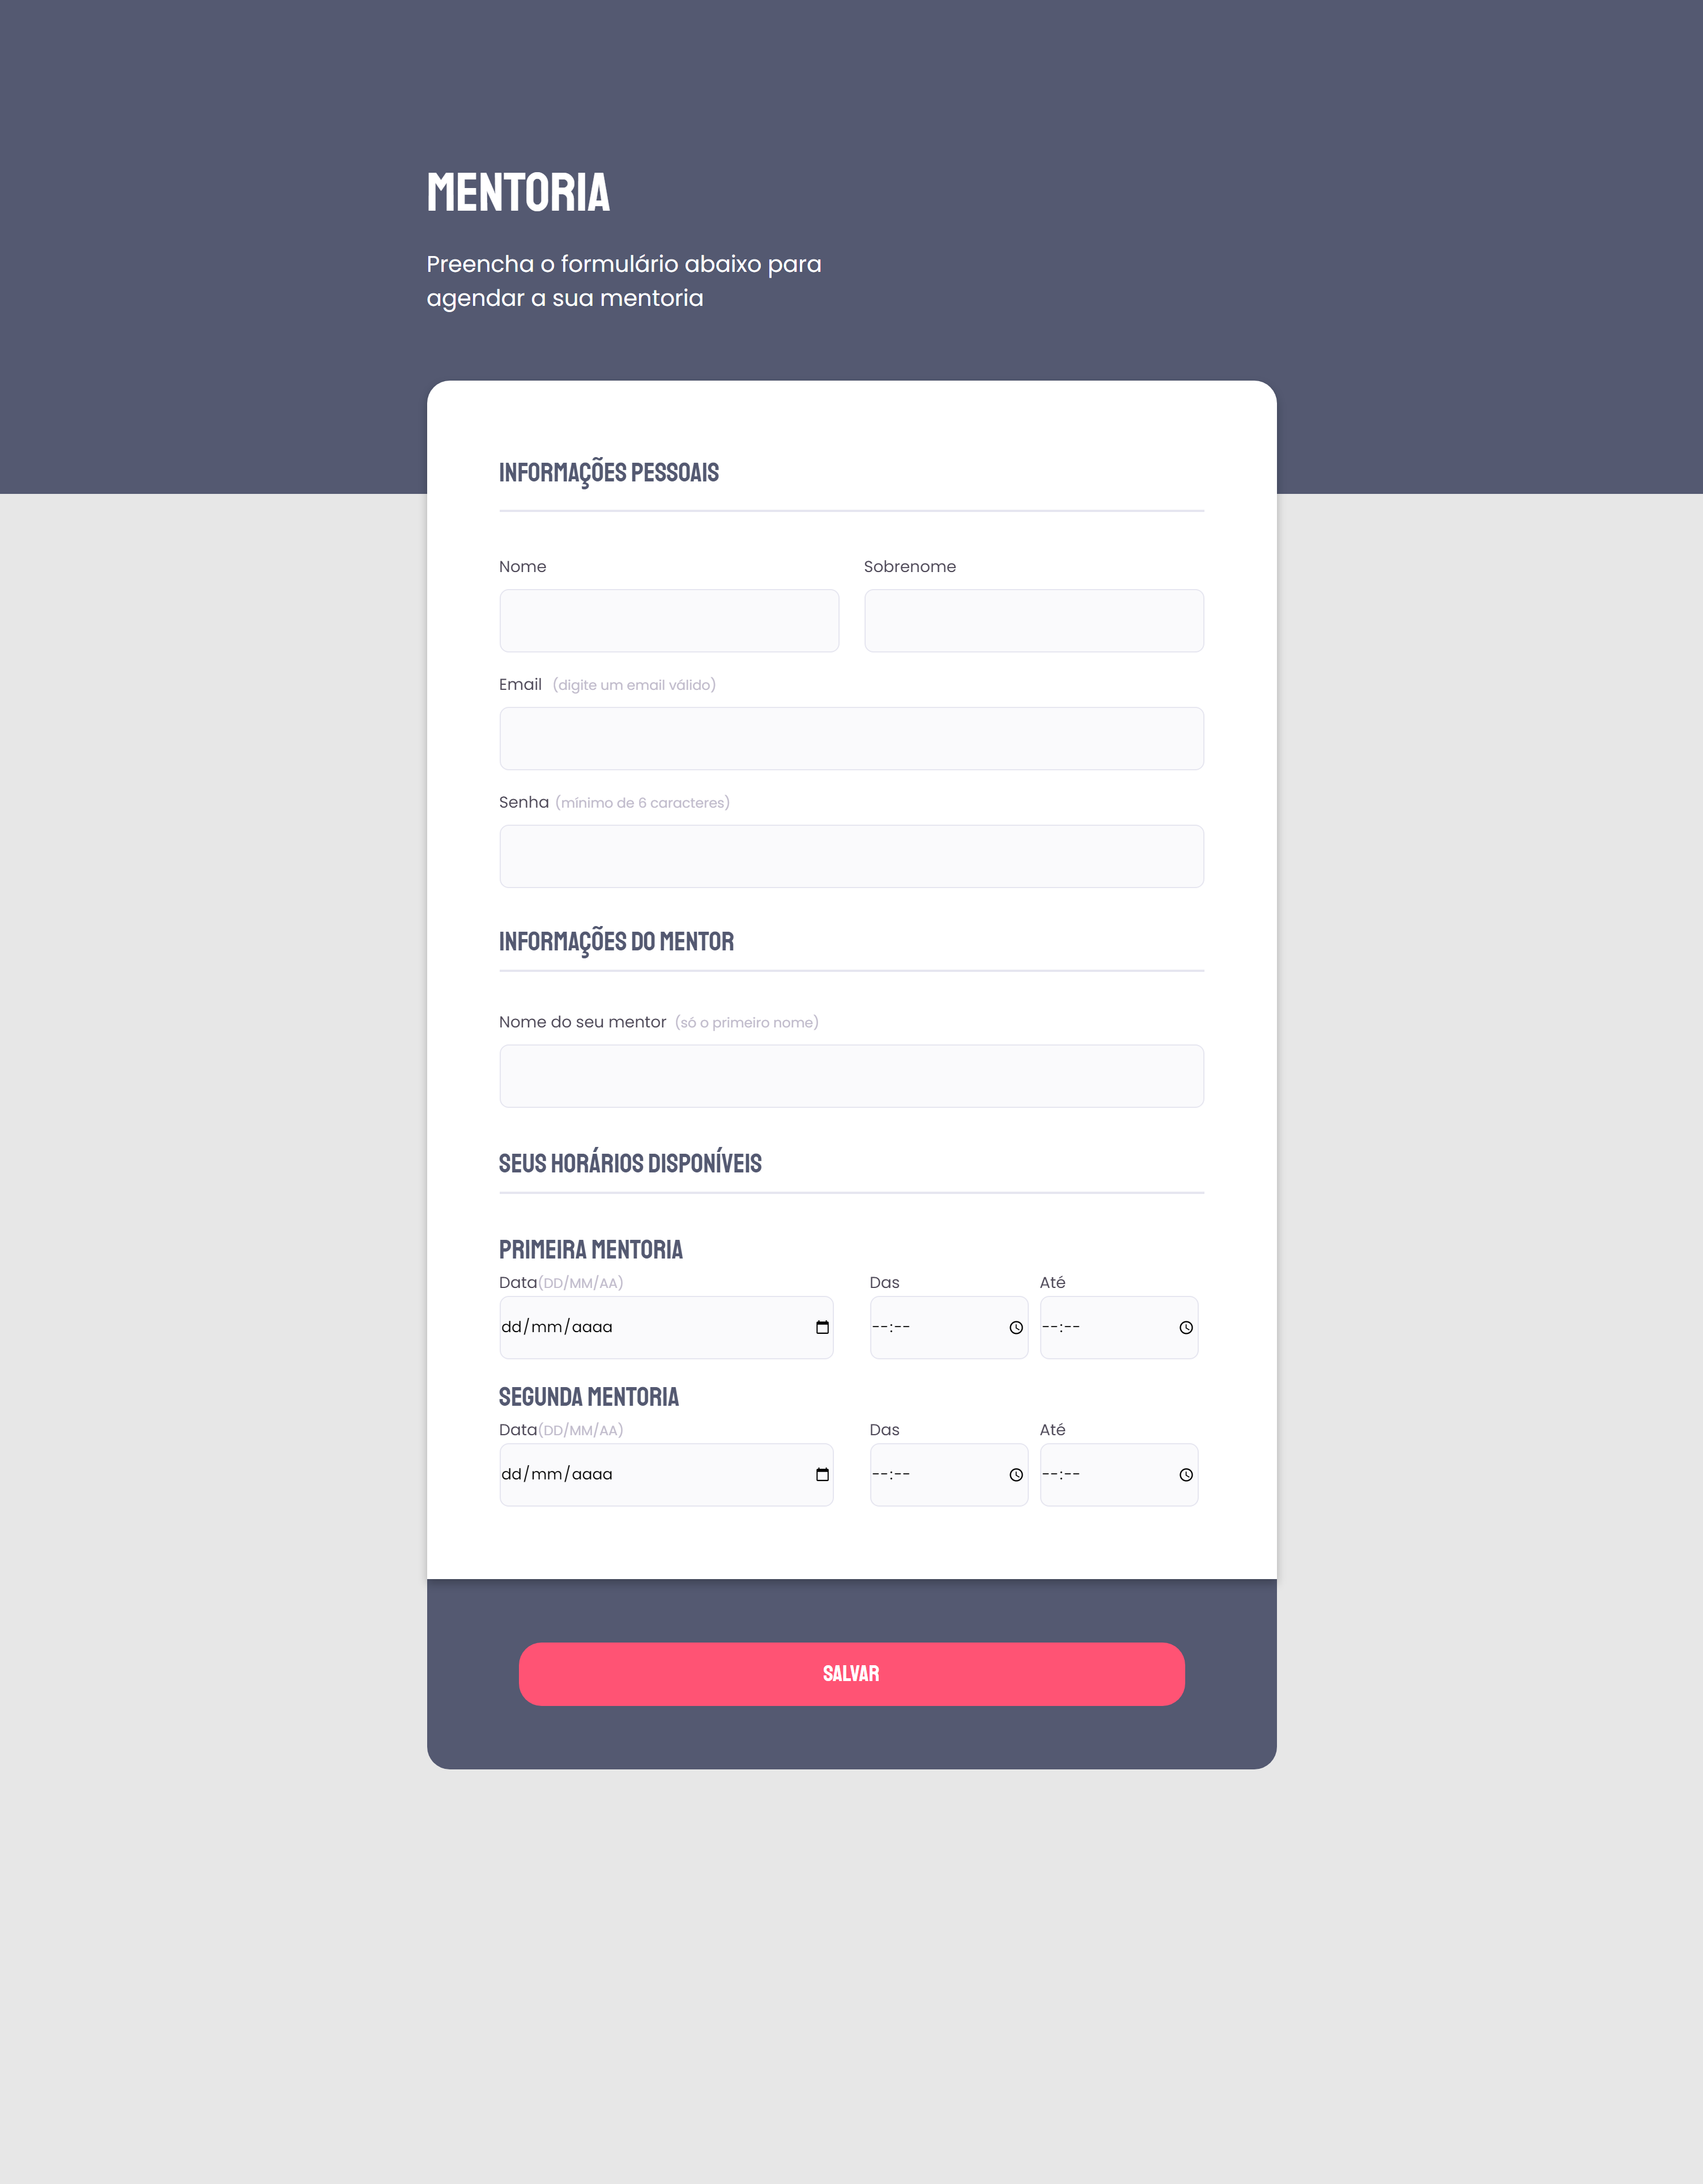 MENTORIA
Preencha o formulário abaixo para
agendar a sua mentoria
INFORMAÇÕES PESSOAIS
Nome Sobrenome
Email (digite um email válido)
Senha (mínimo de 6 caracteres)
INFORMAÇÕES DO MENTOR
Nome do seu mentor (só o primeiro nome)
SEUS HORÁRIOS DISPONÍVEIS
PRIMEIRA MENTORIA
Data(DD/MM/AA) Das Até
dd/mm/aaaa --:-- --:--
SEGUNDA MENTORIA
Data(DD/MM/AA) Das Até
dd/mm/aaaa --:-- --:--
SALVAR